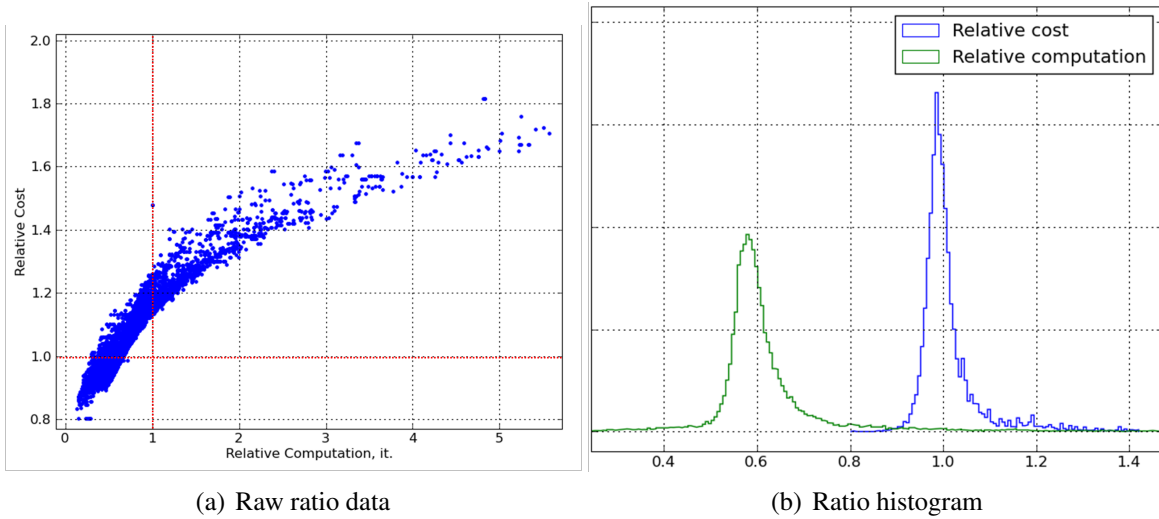 2.0
1.8
1.6
1.4
1.2
1.0
0.8
Relative Cost
0 1 2 3 4 5
Relative Computation, it.
(a) Raw ratio data
Relative cost
Relative computation
0.4 0.6 0.8 1.0 1.2 1.4
(b) Ratio histogram